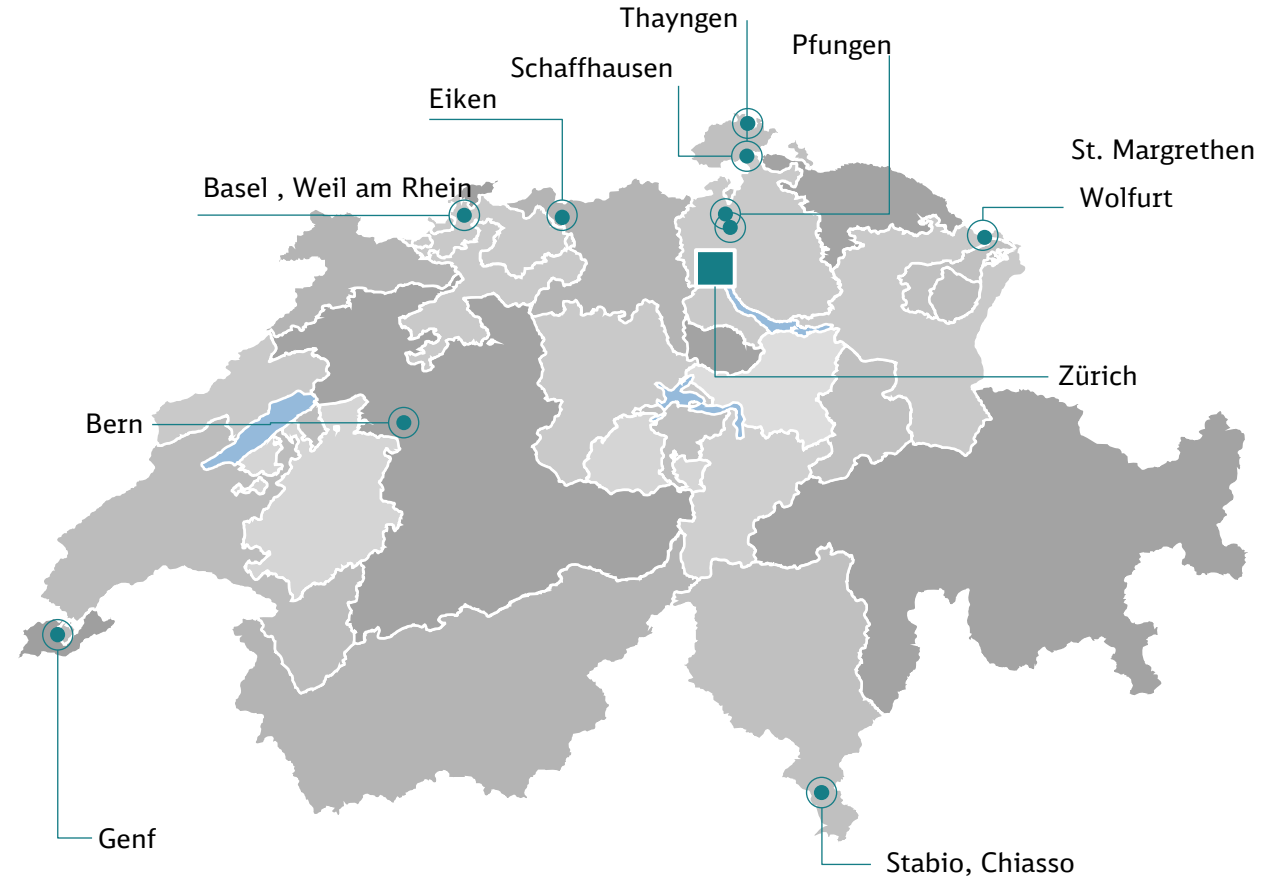 Thayngen
Pfungen
Schaffhausen
Eiken
St. Margrethen
Basel , Weil am Rhein
Wolfurt
Zürich
Bern
Genf
Stabio, Chiasso